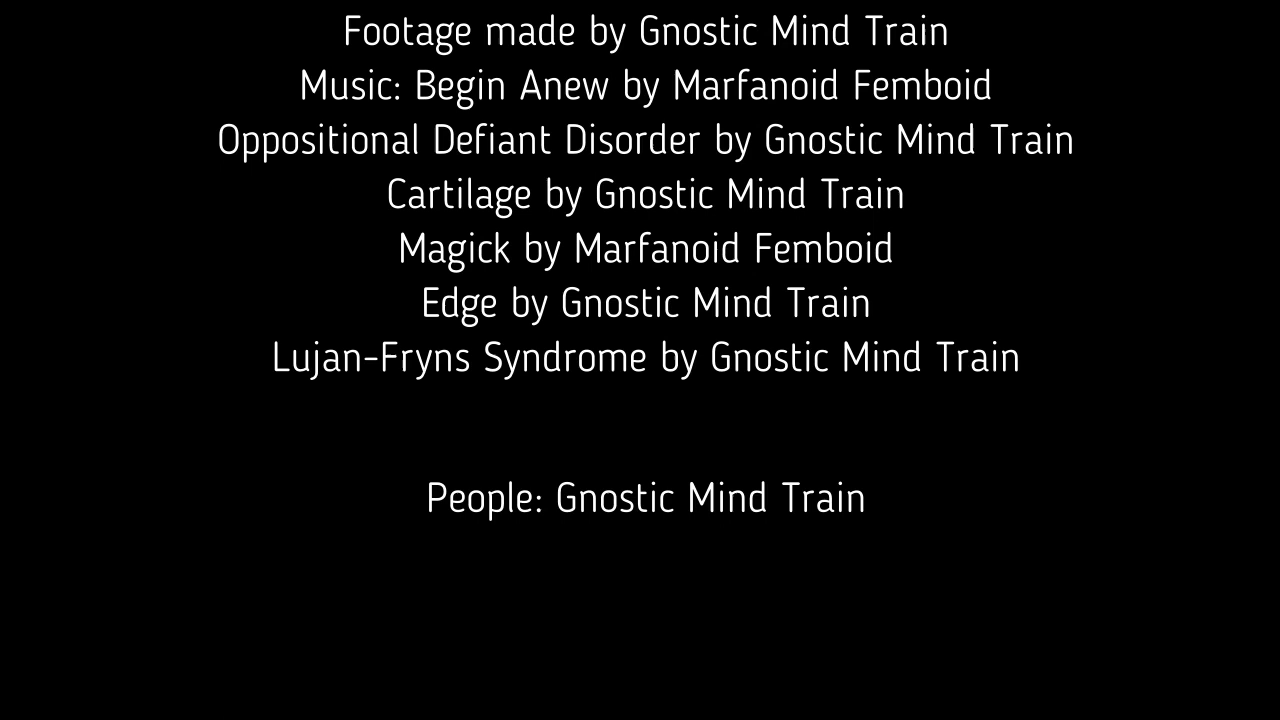 Footage made by Gnostic Mind Train
Music: Begin Anew by Marfanoid Femboid
Oppositional Defiant Disorder by Gnostic Mind Train
Cartilage by Gnostic Mind Train
Magick by Marfanoid Femboid
Edge by Gnostic Mind Train
Lujan-Fryns Syndrome by Gnostic Mind Train
People: Gnostic Mind Train